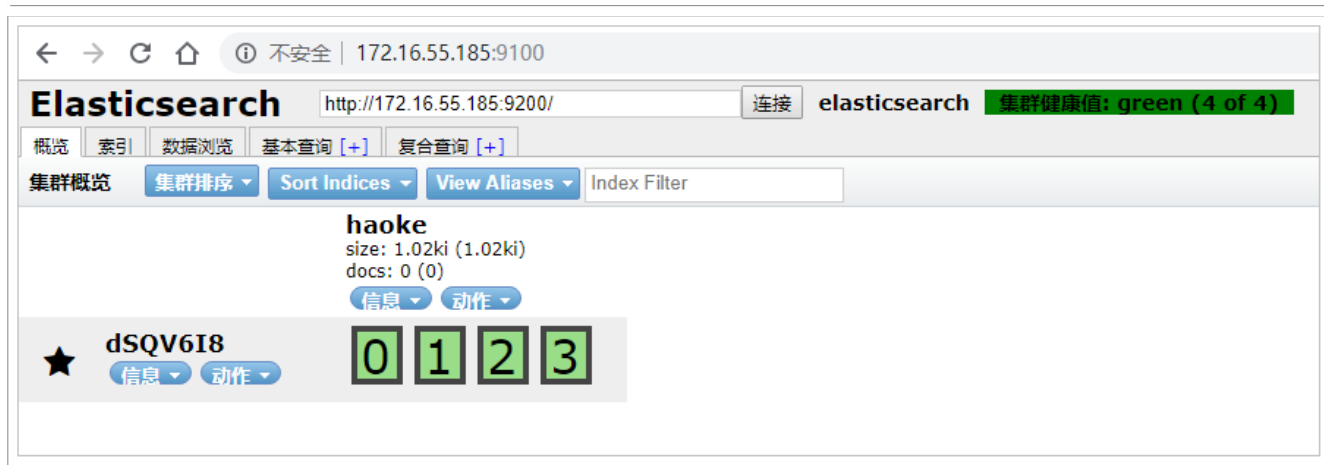 不安全 | 172.16.55.185:9100
Elasticsearch http://172.16.55.185:9200/ 连接 elasticsearch 集群健康值: green (4 of 4)
概览 索引 数据浏览 基本查询 [+] 复合查询 [+]
集群概览 集群排序 Sort Indices View Aliases Index Filter
haoke
size: 1.02ki (1.02ki)
docs: 0 (0)
信息 动作
dSQV6I8 0 1 2 3
信息 动作